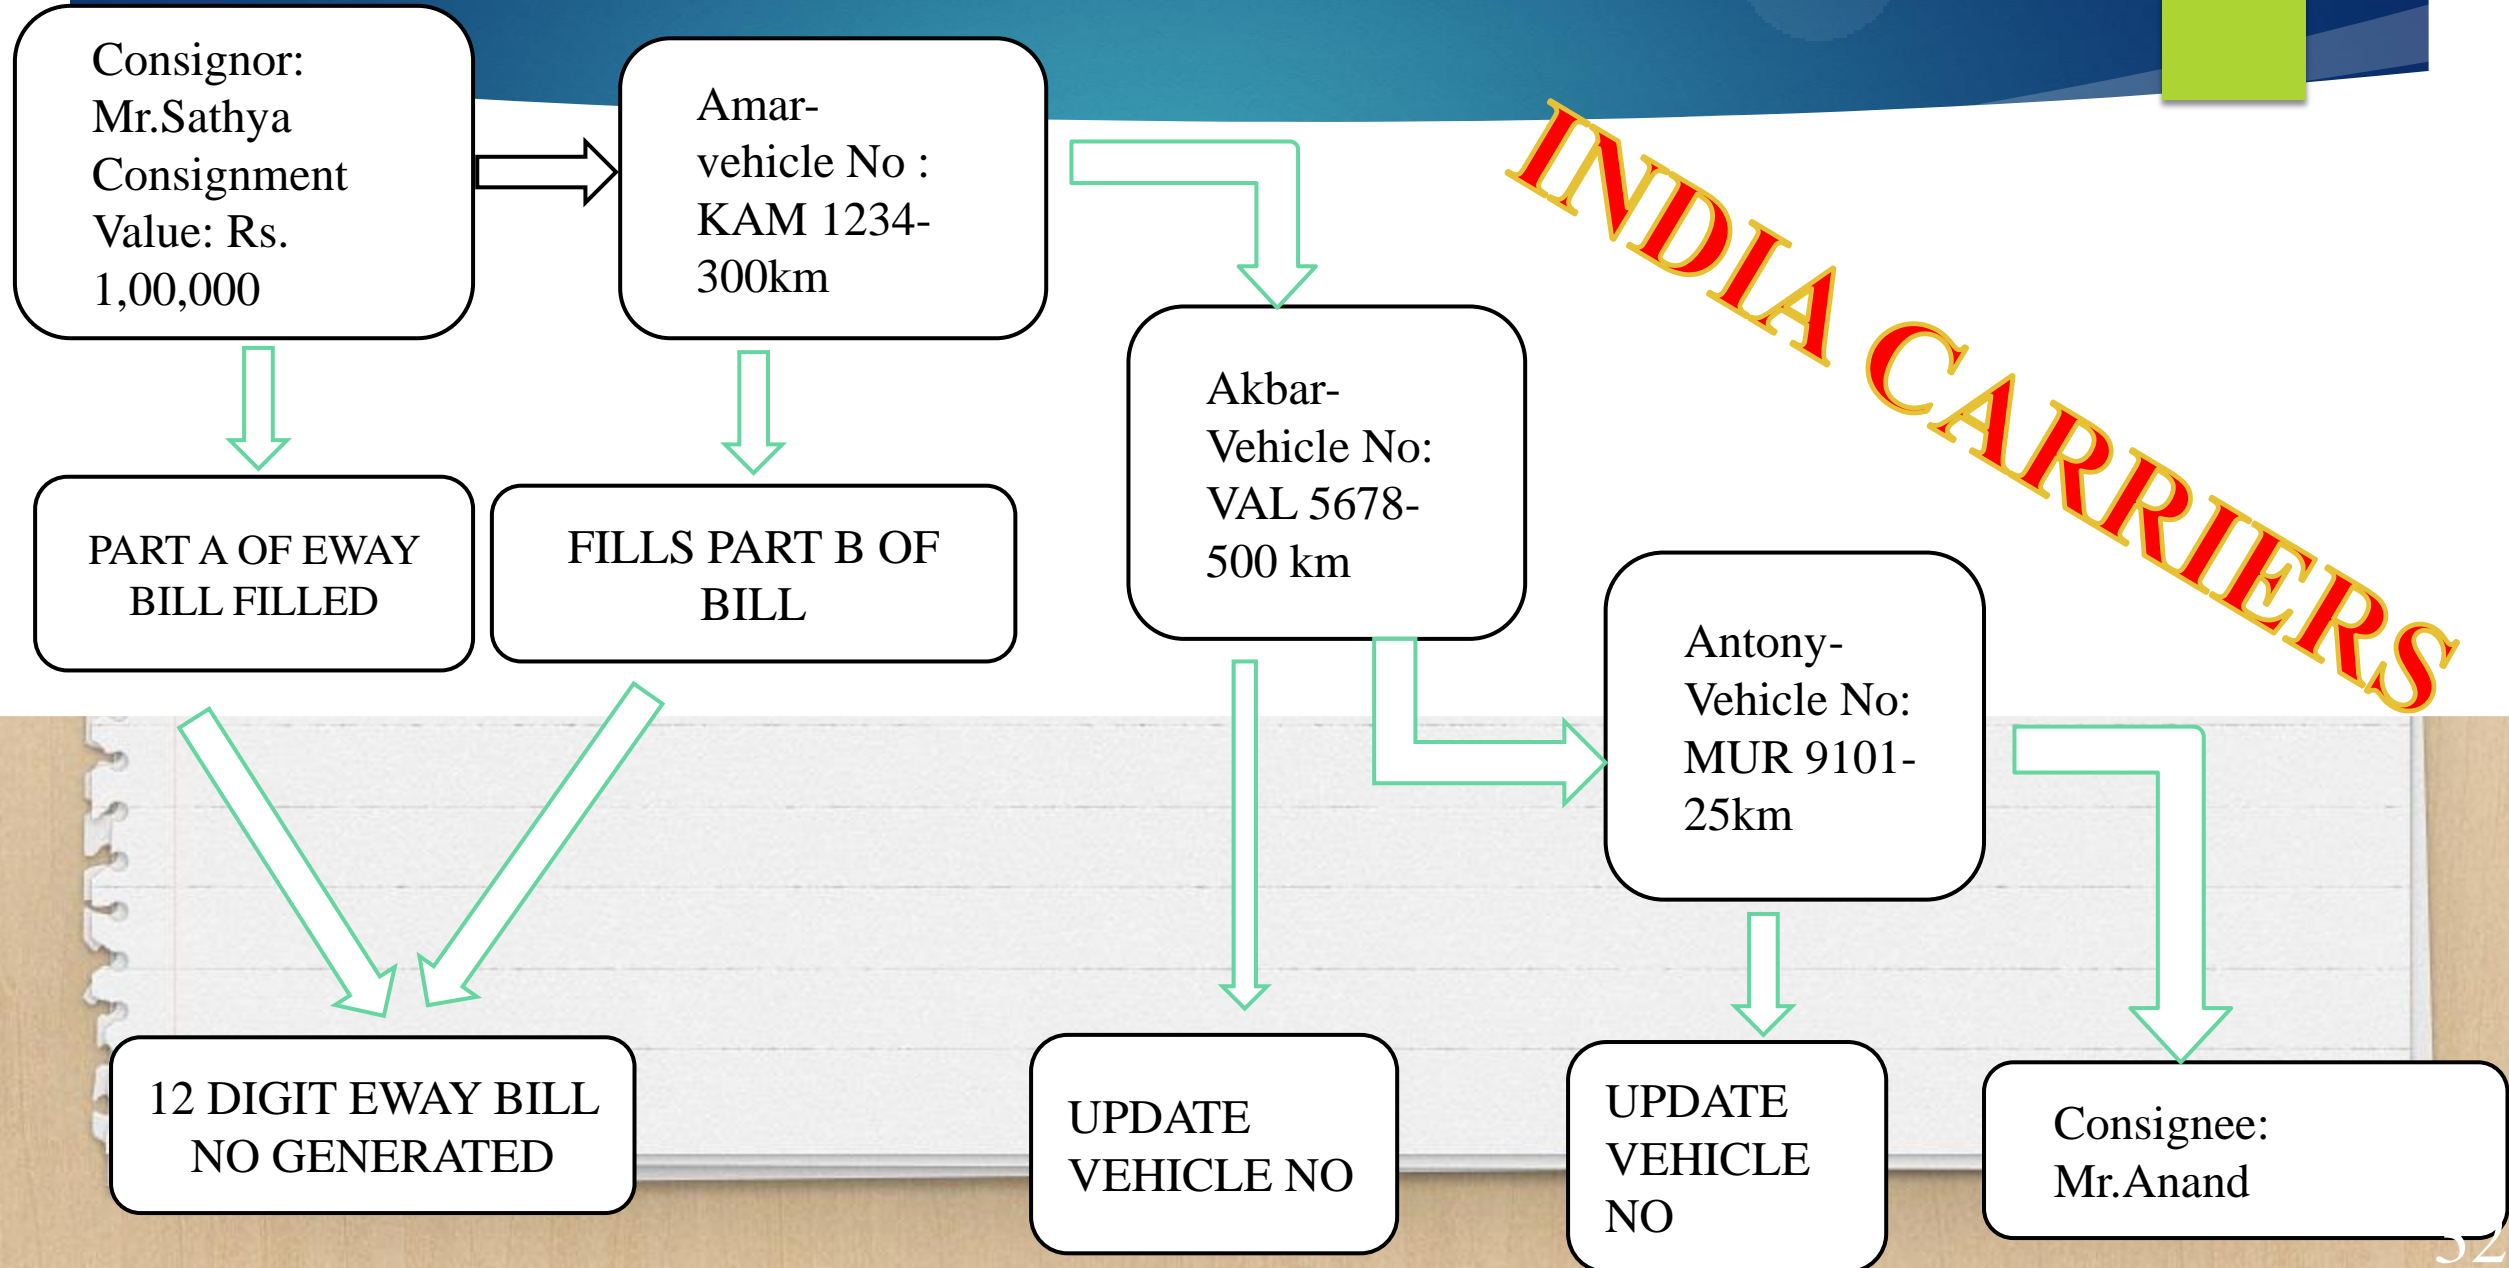 Consignor:
Mr.Sathya
Consignment
Value: Rs.
1,00,000
Amar-
vehicle No :
KAM 1234-
300km
INDIA CARRIERS
Akbar-
Vehicle No:
VAL 5678-
500 km
PART A OF EWAY
BILL FILLED
FILLS PART B OF
BILL
Antony-
Vehicle No:
MUR 9101-
25km
12 DIGIT EWAY BILL
NO GENERATED
UPDATE
VEHICLE NO
UPDATE
VEHICLE
NO
Consignee:
Mr.Anand